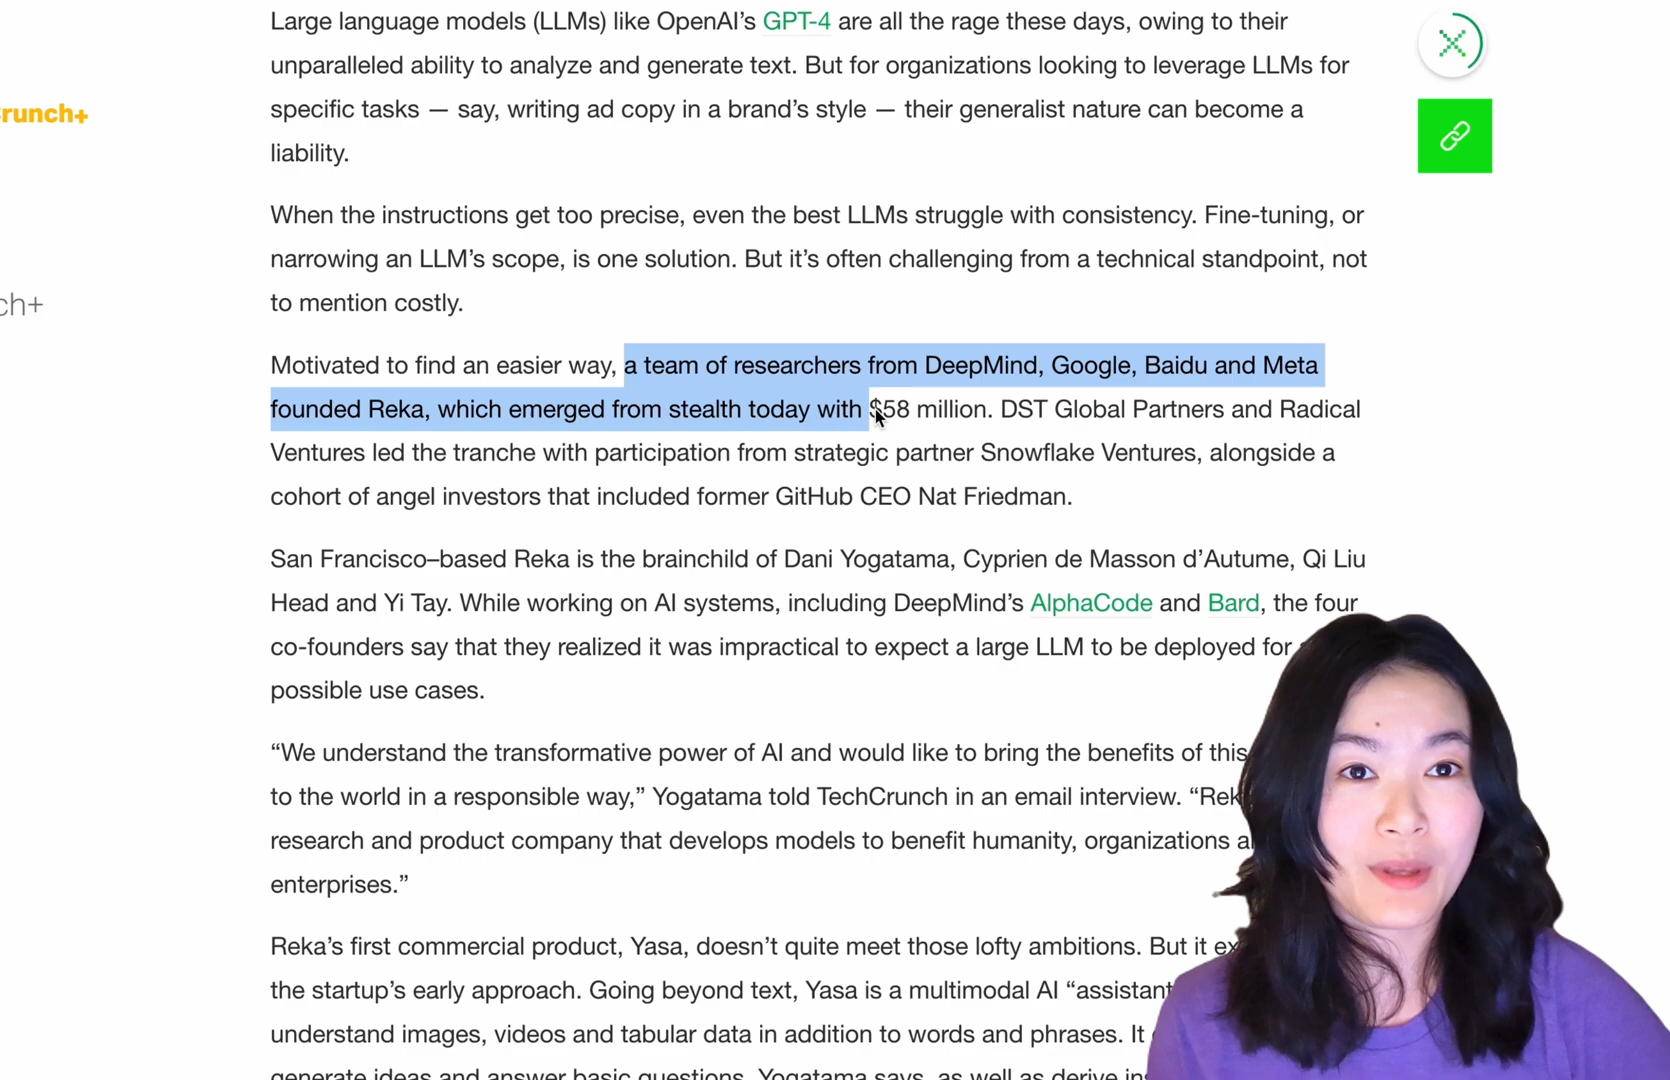 Large language models (LLMs) like OpenAI’s GPT-4 are all the rage these days, owing to their
unparalleled ability to analyze and generate text. But for organizations looking to leverage LLMs for
runch+
specific tasks — say, writing ad copy in a brand’s style — their generalist nature can become a
liability.
When the instructions get too precise, even the best LLMs struggle with consistency. Fine-tuning, or
narrowing an LLM’s scope, is one solution. But it’s often challenging from a technical standpoint, not
ch+
to mention costly.
Motivated to find an easier way, a team of researchers from DeepMind, Google, Baidu and Meta
founded Reka, which emerged from stealth today with $58 million. DST Global Partners and Radical
Ventures led the tranche with participation from strategic partner Snowflake Ventures, alongside a
cohort of angel investors that included former GitHub CEO Nat Friedman.
San Francisco–based Reka is the brainchild of Dani Yogatama, Cyprien de Masson d’Autume, Qi Liu
Head and Yi Tay. While working on AI systems, including DeepMind’s AlphaCode and Bard, the four
co-founders say that they realized it was impractical to expect a large LLM to be deployed for
possible use cases.
“We understand the transformative power of AI and would like to bring the benefits of this
to the world in a responsible way,” Yogatama told TechCrunch in an email interview. “Rek
research and product company that develops models to benefit humanity, organizations a
enterprises.”
Reka’s first commercial product, Yasa, doesn’t quite meet those lofty ambitions. But it ex
the startup’s early approach. Going beyond text, Yasa is a multimodal AI “assistant
understand images, videos and tabular data in addition to words and phrases. It
generate ideas and answer basic questions, Yogatama says, as well as derive ins